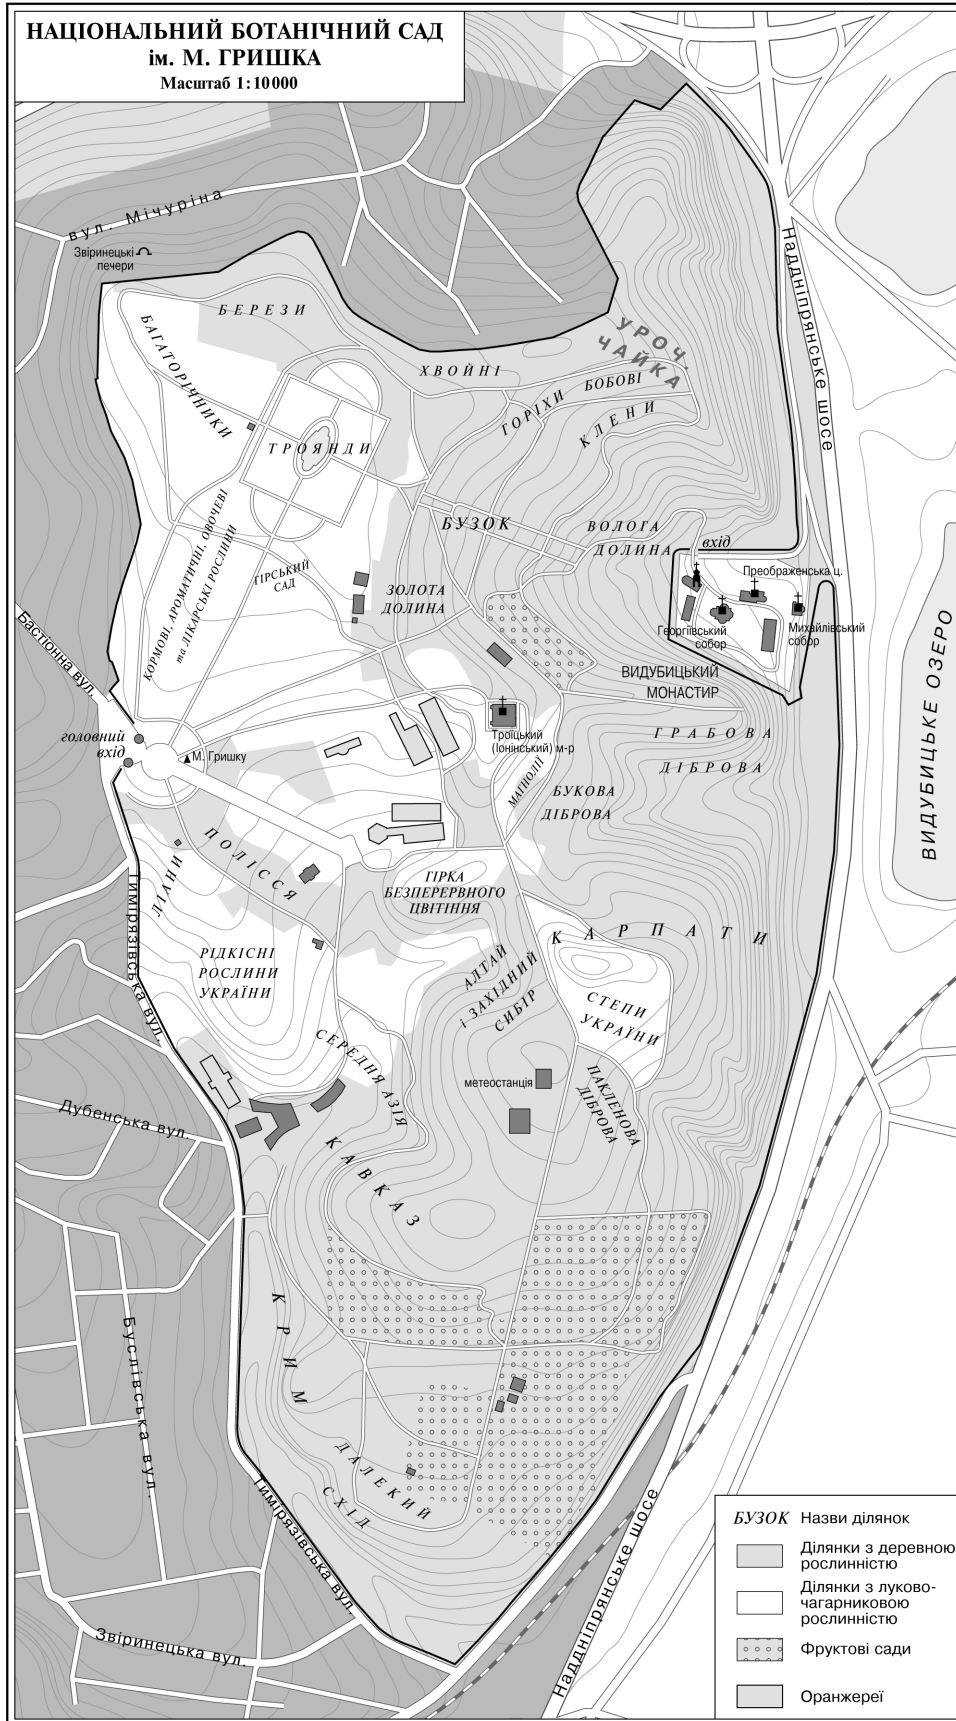 НАЦІОНАЛЬНИЙ БОТАНІЧНИЙ САД
ім. М. ГРИШКА
Масштаб 1:10000
вул. Мічуріна
Звіринецькі
печери
Наддніпрянське шосе
БЕРЕЗИ
БАГАТОРІЧНИКИ
УРОЧ.
ЧАЙКА
ХВОЙНІ
БОБОВІ
ГОРІХИ
КЛЕНИ
ТРОЯНДИ
КОРМОВІ, АРОМАТИЧНІ, ОВОЧЕВІ
та ЛІКАРСЬКІ РОСЛИНИ
БУЗОК
ВОЛОГА
ДОЛИНА
вхід
Преображенська ц.
ГІРСЬКИЙ
САД
ЗОЛОТА
ДОЛИНА
Георгіївський
собор
Михайлівський
собор
Бастіонна вул.
ВИДУБИЦЬКИЙ
МОНАСТИР
ВИДУБИЦЬКЕ ОЗЕРО
головний
вхід
М. Гришку
Троїцький
(Іонінський) м-р
ГРАБОВА
ДІБРОВА
МАГНОЛІЇ
БУКОВА
ДІБРОВА
ПОЛІССЯ
ЛІАНИ
ГІРКА
БЕЗПЕРЕРВНОГО
ЦВІТІННЯ
Тимірязівська вул.
КАРПАТИ
РІДКІСНІ
РОСЛИНИ
УКРАЇНИ
АЛТАЙ
і ЗАХІДНИЙ
СИБІР
СТЕПИ
УКРАЇНИ
СЕРЕДНЯ АЗІЯ
метеостанція
ПАКЛЕНОВА
ДІБРОВА
Дубенська вул.
КАВКАЗ
КРИМ
Буслівська вул.
ДАЛЕКИЙ
СХІД
Тимірязівська вул.
Наддніпрянське шосе
Звіринецька вул.
БУЗОК Назви ділянок
Ділянки з деревною
рослинністю
Ділянки з луково-
чагарниковою
рослинністю
Фруктові сади
Оранжереї